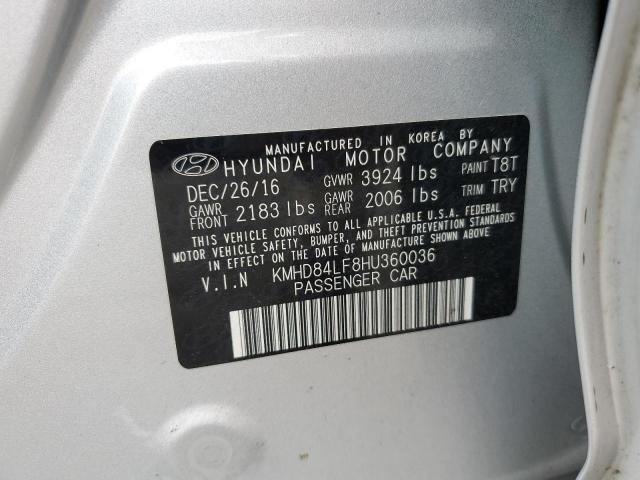 MANUFACTURED IN KOREA BY
HYUNDAI MOTOR COMPANY
DEC/26/16 GVWR 3924 lbs PAINT T8T
GAWR FRONT 2183 lbs GAWR REAR 2006 lbs TRIM TRY
THIS VEHICLE CONFORMS TO ALL APPLICABLE U.S.A. FEDERAL
MOTOR VEHICLE SAFETY, BUMPER, AND THEFT PREVENTION STANDARDS
IN EFFECT ON THE DATE OF MANUFACTURE SHOWN ABOVE.
V.I.N KMHD84LF8HU360036
PASSENGER CAR